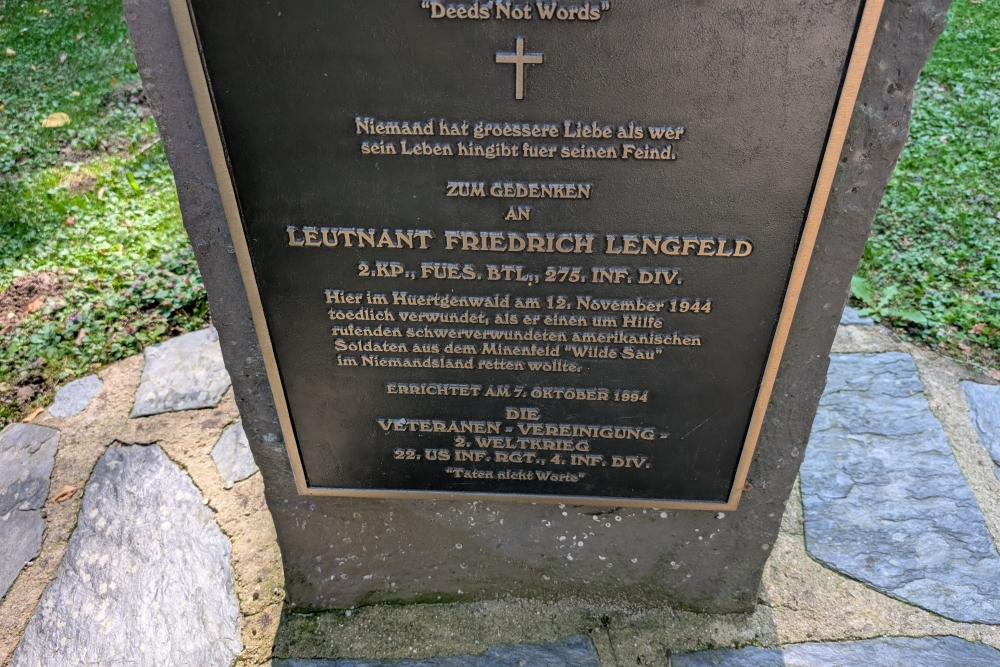 "Deeds Not Words"
Niemand hat groessere Liebe als wer
sein Leben hingibt fuer seinen Feind.
ZUM GEDENKEN
AN
LEUTNANT FRIEDRICH LENGFELD
2.KP., FUES. BTL., 275. INF. DIV.
Hier im Huertgenwald am 12. November 1944
toedlich verwundet, als er einen um Hilfe
rufenden schwerverwundeten amerikanischen
Soldaten aus dem Minenfeld "Wilde Sau"
im Niemandsland retten wollte.
ERRICHTET AM 7. OKTOBER 1994
DIE
VETERANEN - VEREINIGUNG -
2. WELTKRIEG
22. US INF. RGT., 4. INF. DIV.
"Taten nicht Worte"